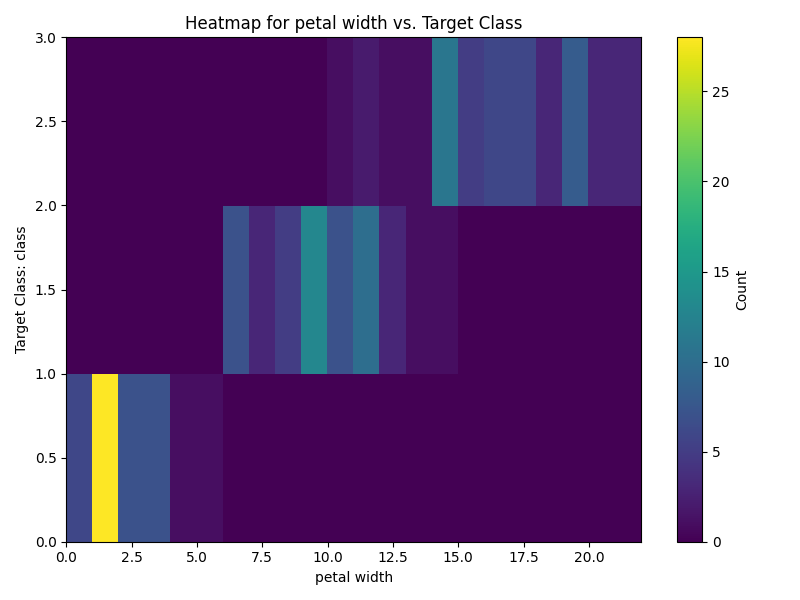 Heatmap for petal width vs. Target Class
3.0
2.5
2.0
1.5
1.0
0.5
0.0
Target Class: class
0.0 2.5 5.0 7.5 10.0 12.5 15.0 17.5 20.0
petal width
25
20
15
10
5
0
Count